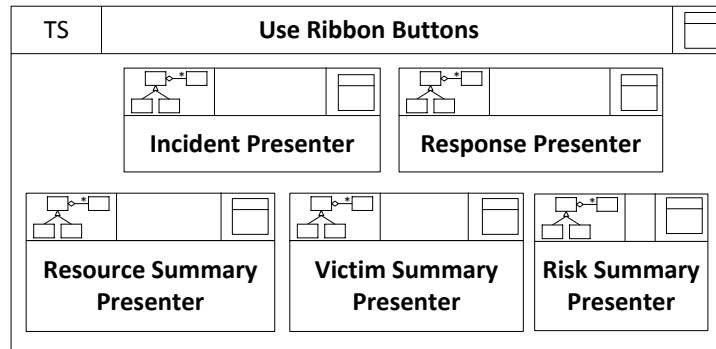 TS
Use Ribbon Buttons
*
*
Incident Presenter
Response Presenter
*
*
*
Resource Summary
Presenter
Victim Summary
Presenter
Risk Summary
Presenter